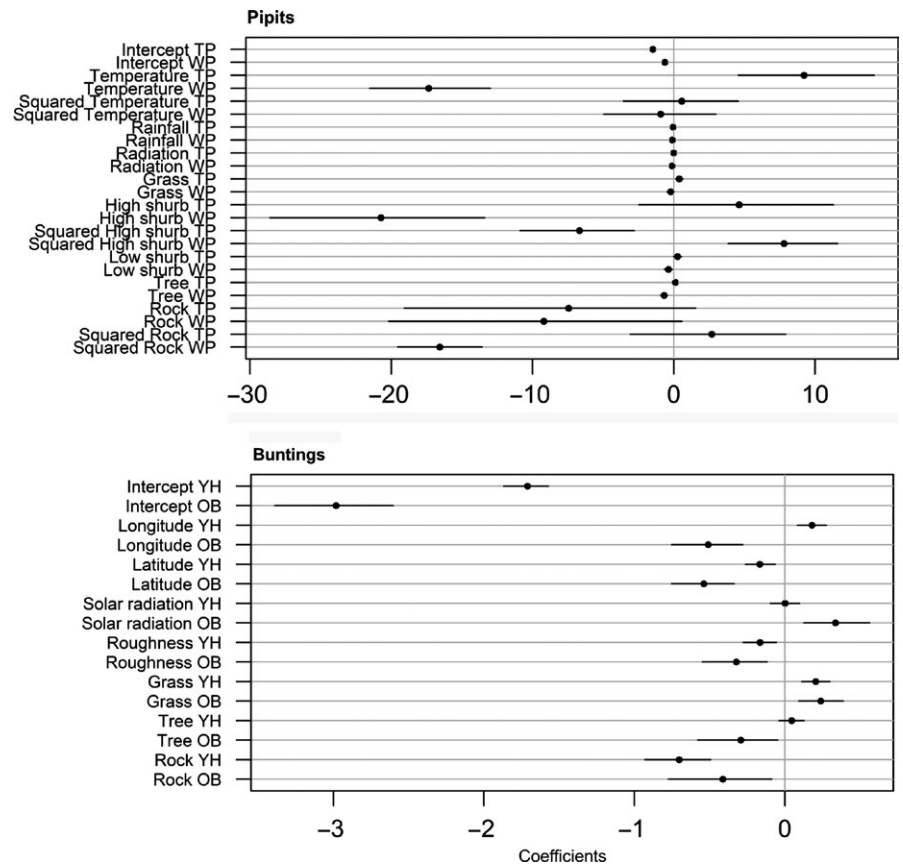 Pipits
Intercept TP
Intercept WP
Temperature TP
Temperature WP
Squared Temperature TP
Squared Temperature WP
Rainfall TP
Rainfall WP
Radiation TP
Radiation WP
Grass TP
Grass WP
High shurb TP
High shurb WP
Squared High shurb TP
Squared High shurb WP
Low shurb TP
Low shurb WP
Tree TP
Tree WP
Rock TP
Rock WP
Squared Rock TP
Squared Rock WP
−30 −20 −10 0 10
Buntings
Intercept YH
Intercept OB
Longitude YH
Longitude OB
Latitude YH
Latitude OB
Solar radiation YH
Solar radiation OB
Roughness YH
Roughness OB
Grass YH
Grass OB
Tree YH
Tree OB
Rock YH
Rock OB
−3 −2 −1 0
Coefficients